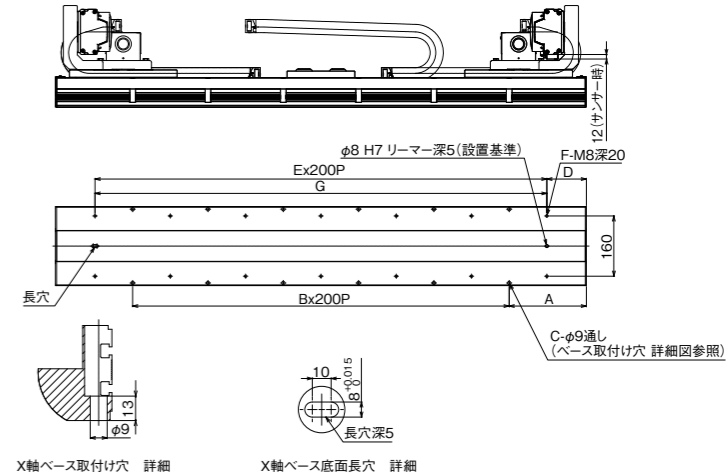 12(サンサー時)
φ8 H7 リーマー深5(設置基準)
F-M8深20
Ex200P
D
G
160
長穴
Bx200P
A
C-φ9通し
(ベース取付け穴 詳細図参照)
13
φ9
10
8+0.015 0
長穴深5
X軸ベース取付け穴 詳細
X軸ベース底面長穴 詳細